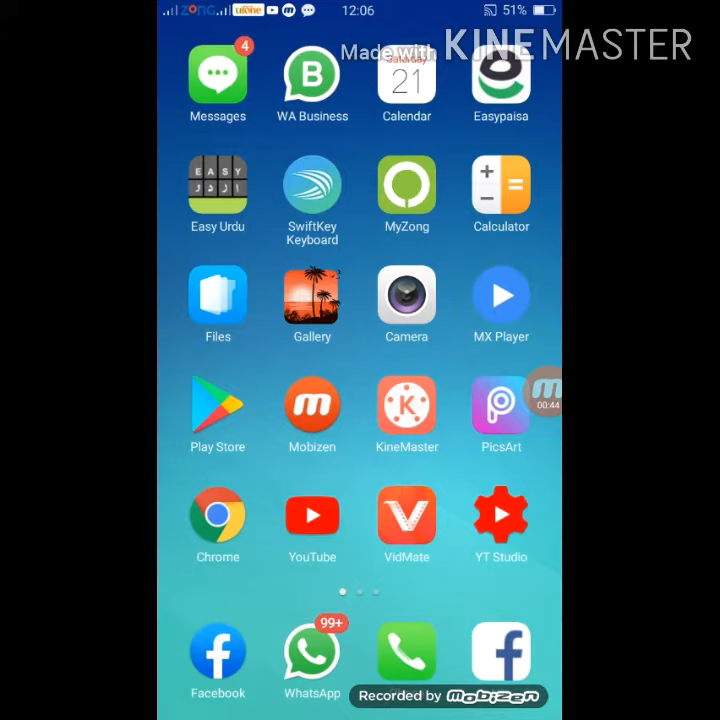 ZONG ufone 12:06 51%
Made with KINEMASTER
4
Saturday
21
Messages WA Business Calendar Easypaisa
EASY
Easy Urdu SwiftKey Keyboard MyZong Calculator
Files Gallery Camera MX Player
00:44
Play Store Mobizen KineMaster PicsArt
Chrome YouTube VidMate YT Studio
99+
Facebook WhatsApp
Recorded by mobizen